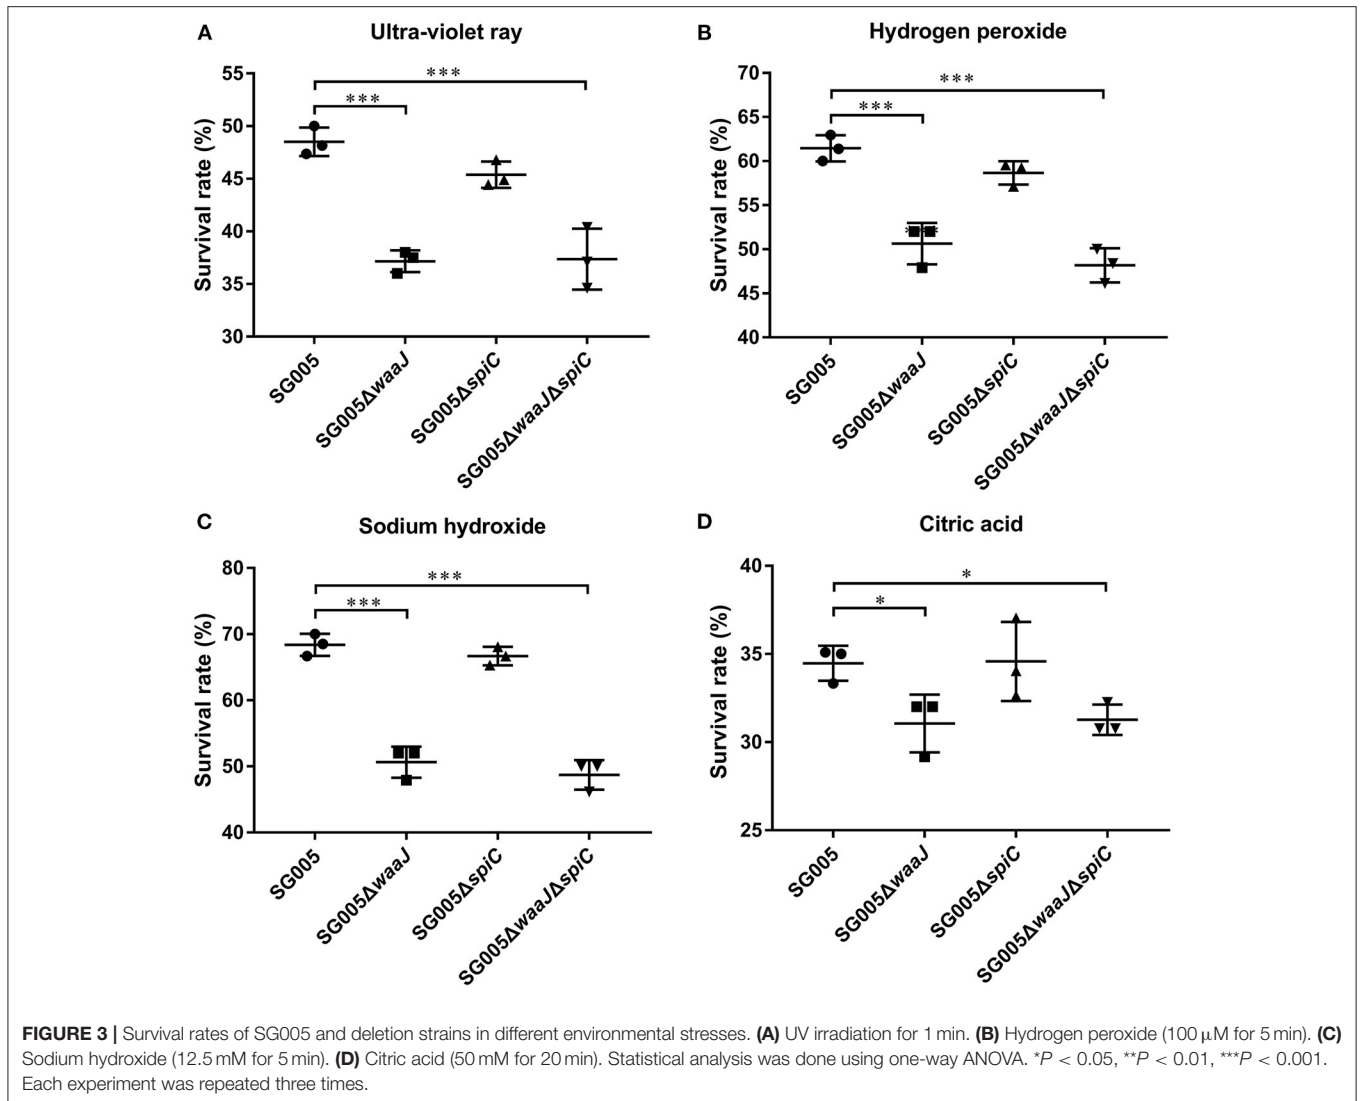 A
Ultra-violet ray
55
50
45
40
35
30
Survival rate (%)
***
***
SG005
SG005ΔwaaJ
SG005ΔspiC
SG005ΔwaaJΔspiC
B
Hydrogen peroxide
70
65
60
55
50
45
40
Survival rate (%)
***
***
SG005
SG005ΔwaaJ
SG005ΔspiC
SG005ΔwaaJΔspiC
C
Sodium hydroxide
80
70
60
50
40
Survival rate (%)
***
***
SG005
SG005ΔwaaJ
SG005ΔspiC
SG005ΔwaaJΔspiC
D
Citric acid
40
35
30
25
Survival rate (%)
*
*
SG005
SG005ΔwaaJ
SG005ΔspiC
SG005ΔwaaJΔspiC
FIGURE 3 | Survival rates of SG005 and deletion strains in different environmental stresses. (A) UV irradiation for 1 min. (B) Hydrogen peroxide (100 μM for 5 min). (C)
Sodium hydroxide (12.5 mM for 5 min). (D) Citric acid (50 mM for 20 min). Statistical analysis was done using one-way ANOVA. *P < 0.05, **P < 0.01, ***P < 0.001.
Each experiment was repeated three times.